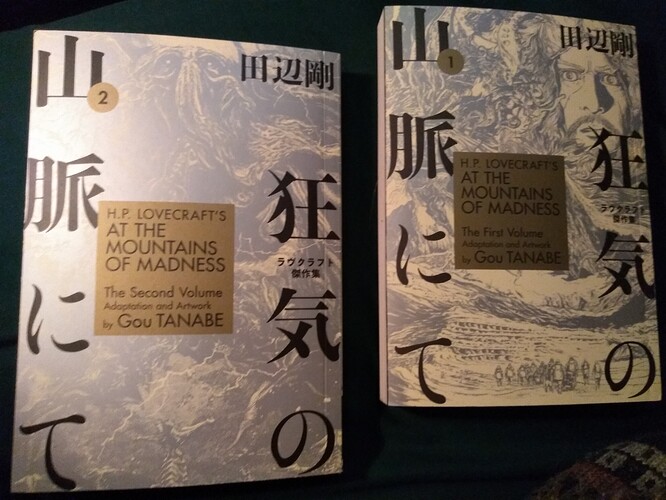 田辺剛
狂気の
山脈にて
ラヴクラフト
傑作集
2
H.P. LOVECRAFT'S
AT THE
MOUNTAINS
OF MADNESS
The Second Volume
Adaptation and Artwork
by Gou TANABE
田辺剛
狂気の
山脈にて
ラヴクラフト
傑作集
1
H.P. LOVECRAFT'S
AT THE
MOUNTAINS
OF MADNESS
The First Volume
Adaptation and Artwork
by Gou TANABE